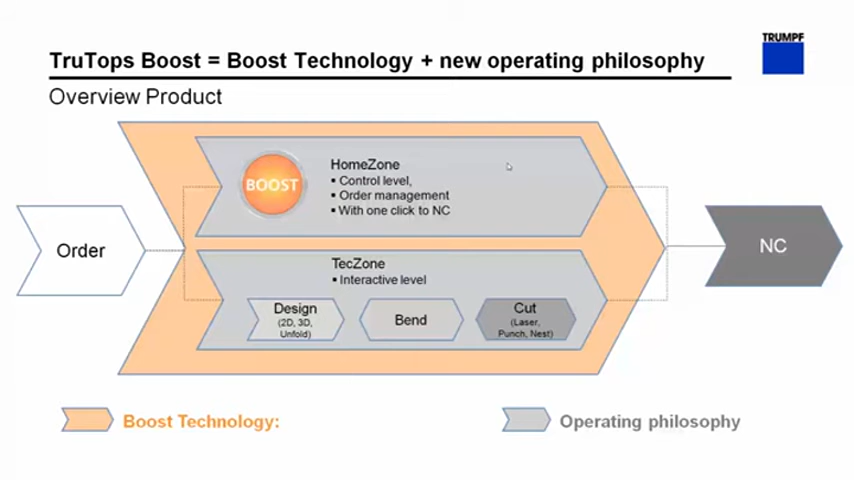 TRUMPF
TruTops Boost = Boost Technology + new operating philosophy
Overview Product
BOOST
HomeZone
▪ Control level,
▪ Order management
▪ With one click to NC
Order
NC
TecZone
▪ Interactive level
Design
(2D, 3D,
Unfold)
Bend
Cut
(Laser,
Punch, Nest)
Boost Technology:
Operating philosophy